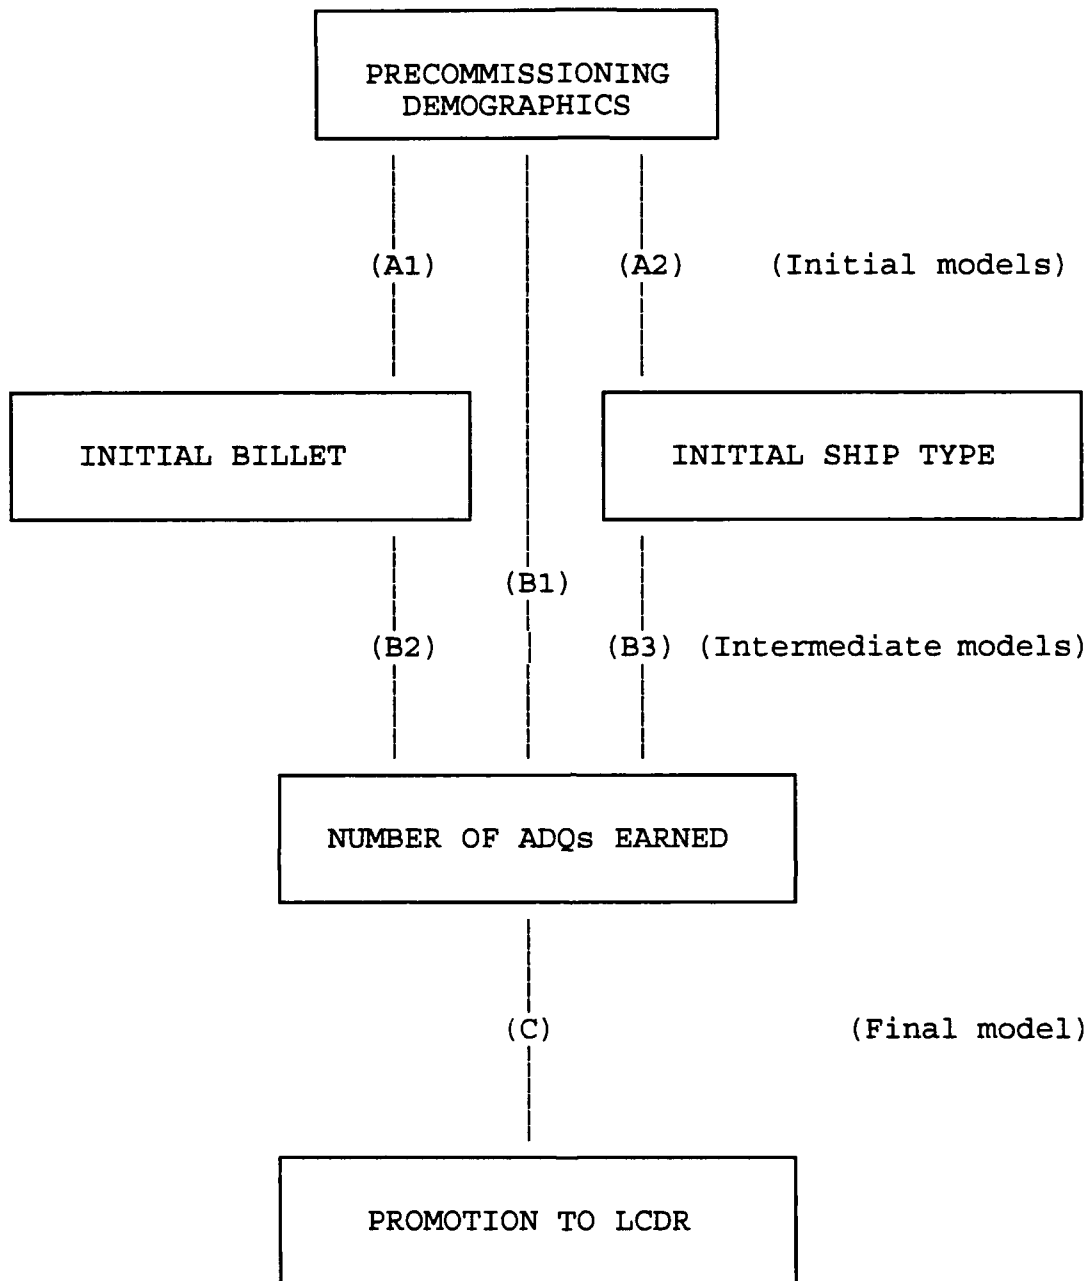 PRECOMMISSIONING
DEMOGRAPHICS
(A1) (A2) (Initial models)
INITIAL BILLET INITIAL SHIP TYPE
(B1)
(B2) (B3) (Intermediate models)
NUMBER OF ADQs EARNED
(C) (Final model)
PROMOTION TO LCDR